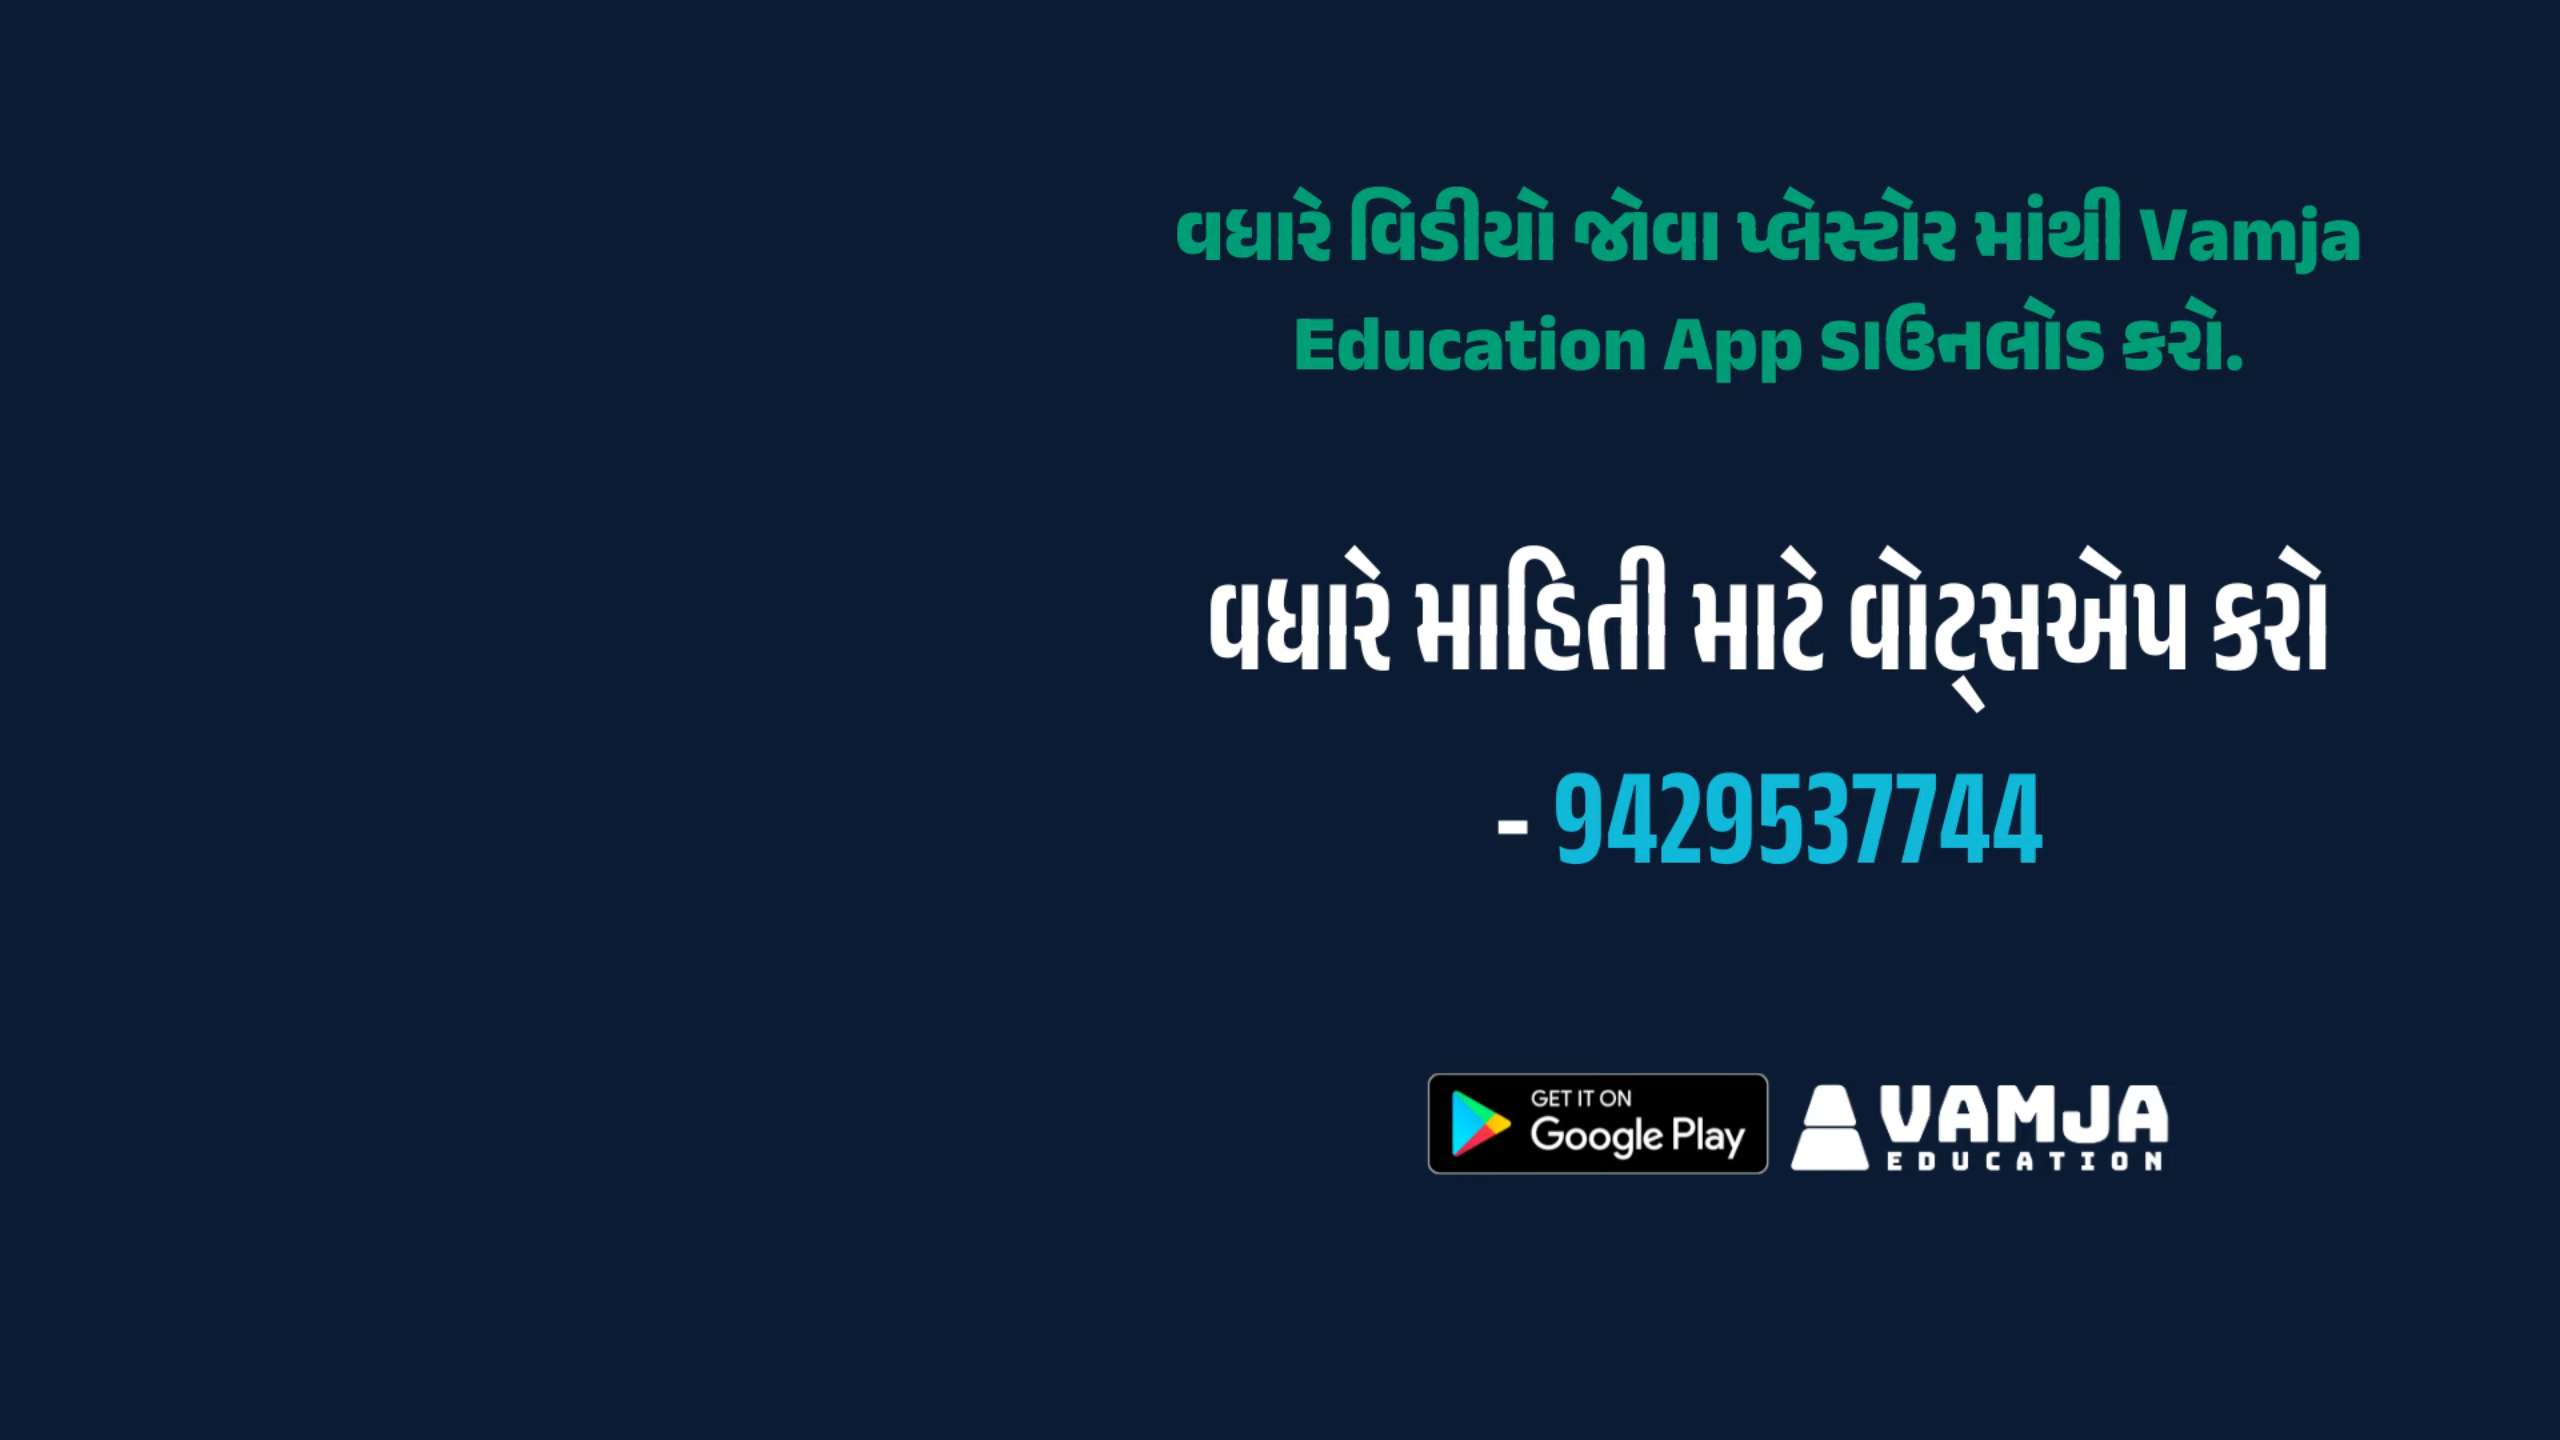 વધારે વિડીયો જોવા પ્લેસ્ટોર માંથી Vamja
Education App ડાઉનલોડ કરો.
વધારે માહિતી માટે વોટ્સએપ કરો
- 9429537744
GET IT ON
Google Play
VAMJA
EDUCATION